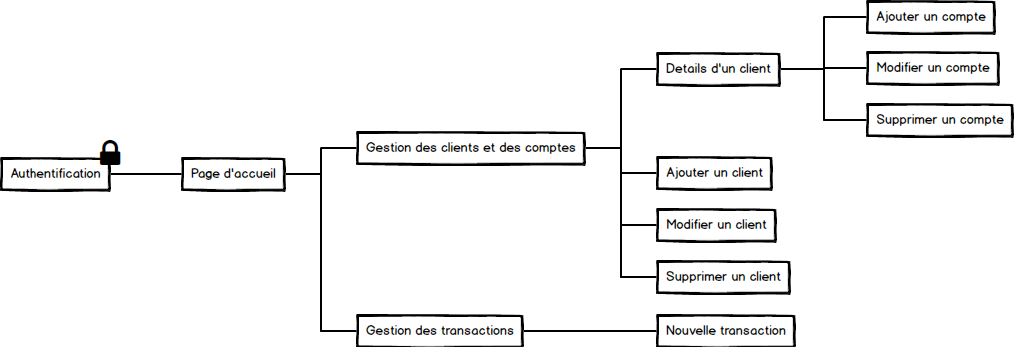 Authentification
Page d'accueil
Gestion des clients et des comptes
Details d'un client
Ajouter un compte
Modifier un compte
Supprimer un compte
Ajouter un client
Modifier un client
Supprimer un client
Gestion des transactions
Nouvelle transaction